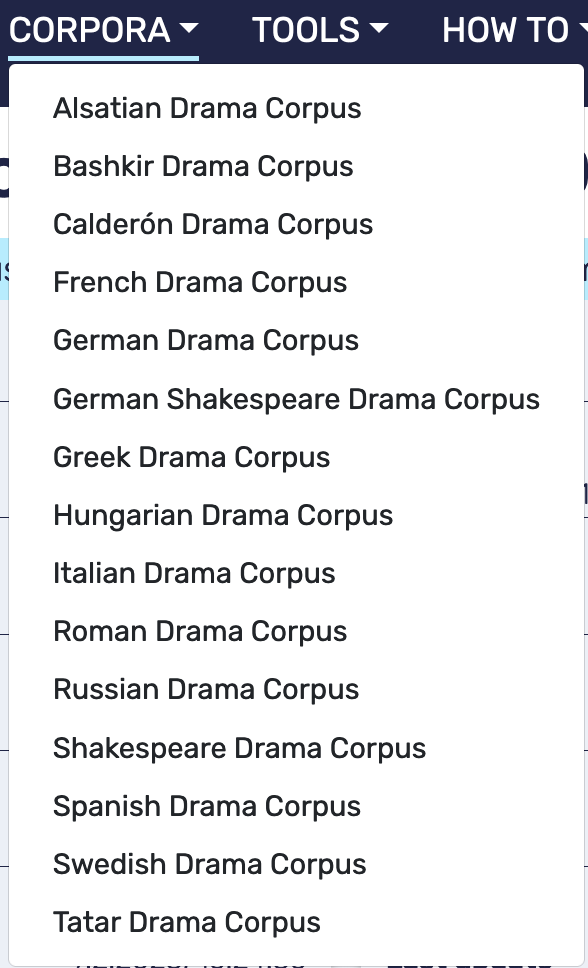 CORPORA TOOLS HOW TO
Alsatian Drama Corpus
Bashkir Drama Corpus
Calderón Drama Corpus
French Drama Corpus
German Drama Corpus
German Shakespeare Drama Corpus
Greek Drama Corpus
Hungarian Drama Corpus
Italian Drama Corpus
Roman Drama Corpus
Russian Drama Corpus
Shakespeare Drama Corpus
Spanish Drama Corpus
Swedish Drama Corpus
Tatar Drama Corpus